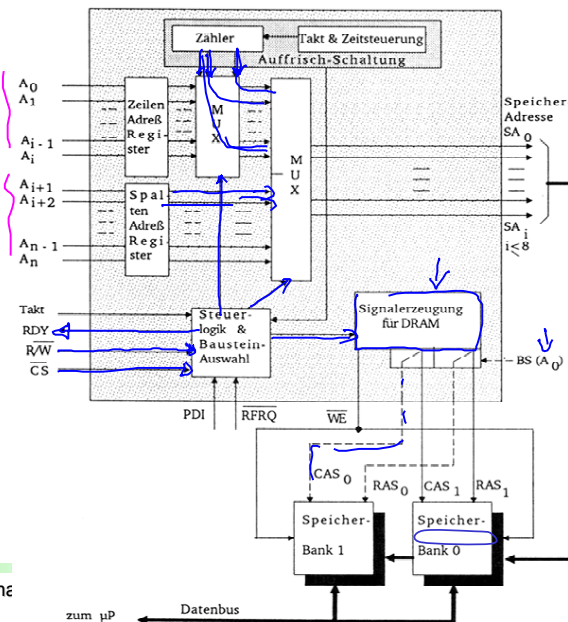 Zähler
Takt & Zeitsteuerung
Auffrisch-Schaltung
A0
A1
Ai - 1
Ai
Zeilen
Adreß
Regi-
ster
M
U
X
M
U
X
Speicher
Adresse
SA0
SAi
i<8
Ai+1
Ai+2
An - 1
An
Spal
ten
Adreß
Regi
ster
Takt
RDY
R/W
CS
Steuer-
logik &
Baustein-
Auswahl
Signalerzeugung
für DRAM
BS (A0)
PDI
RFRQ
WE
CAS0
RAS0
CAS1
RAS1
Speicher-
Bank 1
Speicher-
Bank 0
zum µP
Datenbus